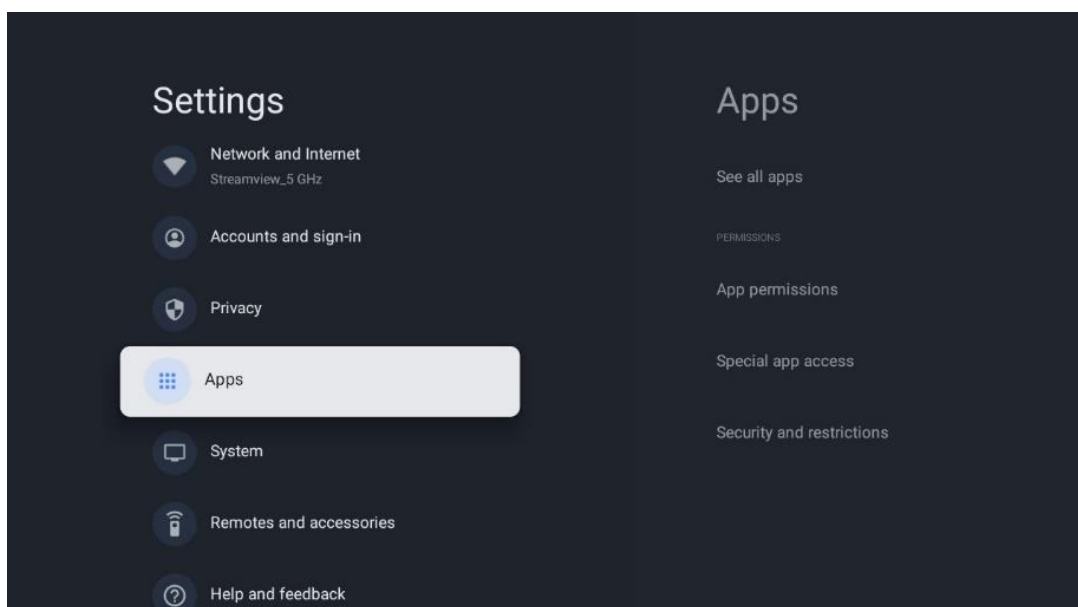 Settings
Network and Internet
Streamview_5 GHz
Accounts and sign-in
Privacy
Apps
System
Remotes and accessories
Help and feedback
Apps
See all apps
PERMISSIONS
App permissions
Special app access
Security and restrictions